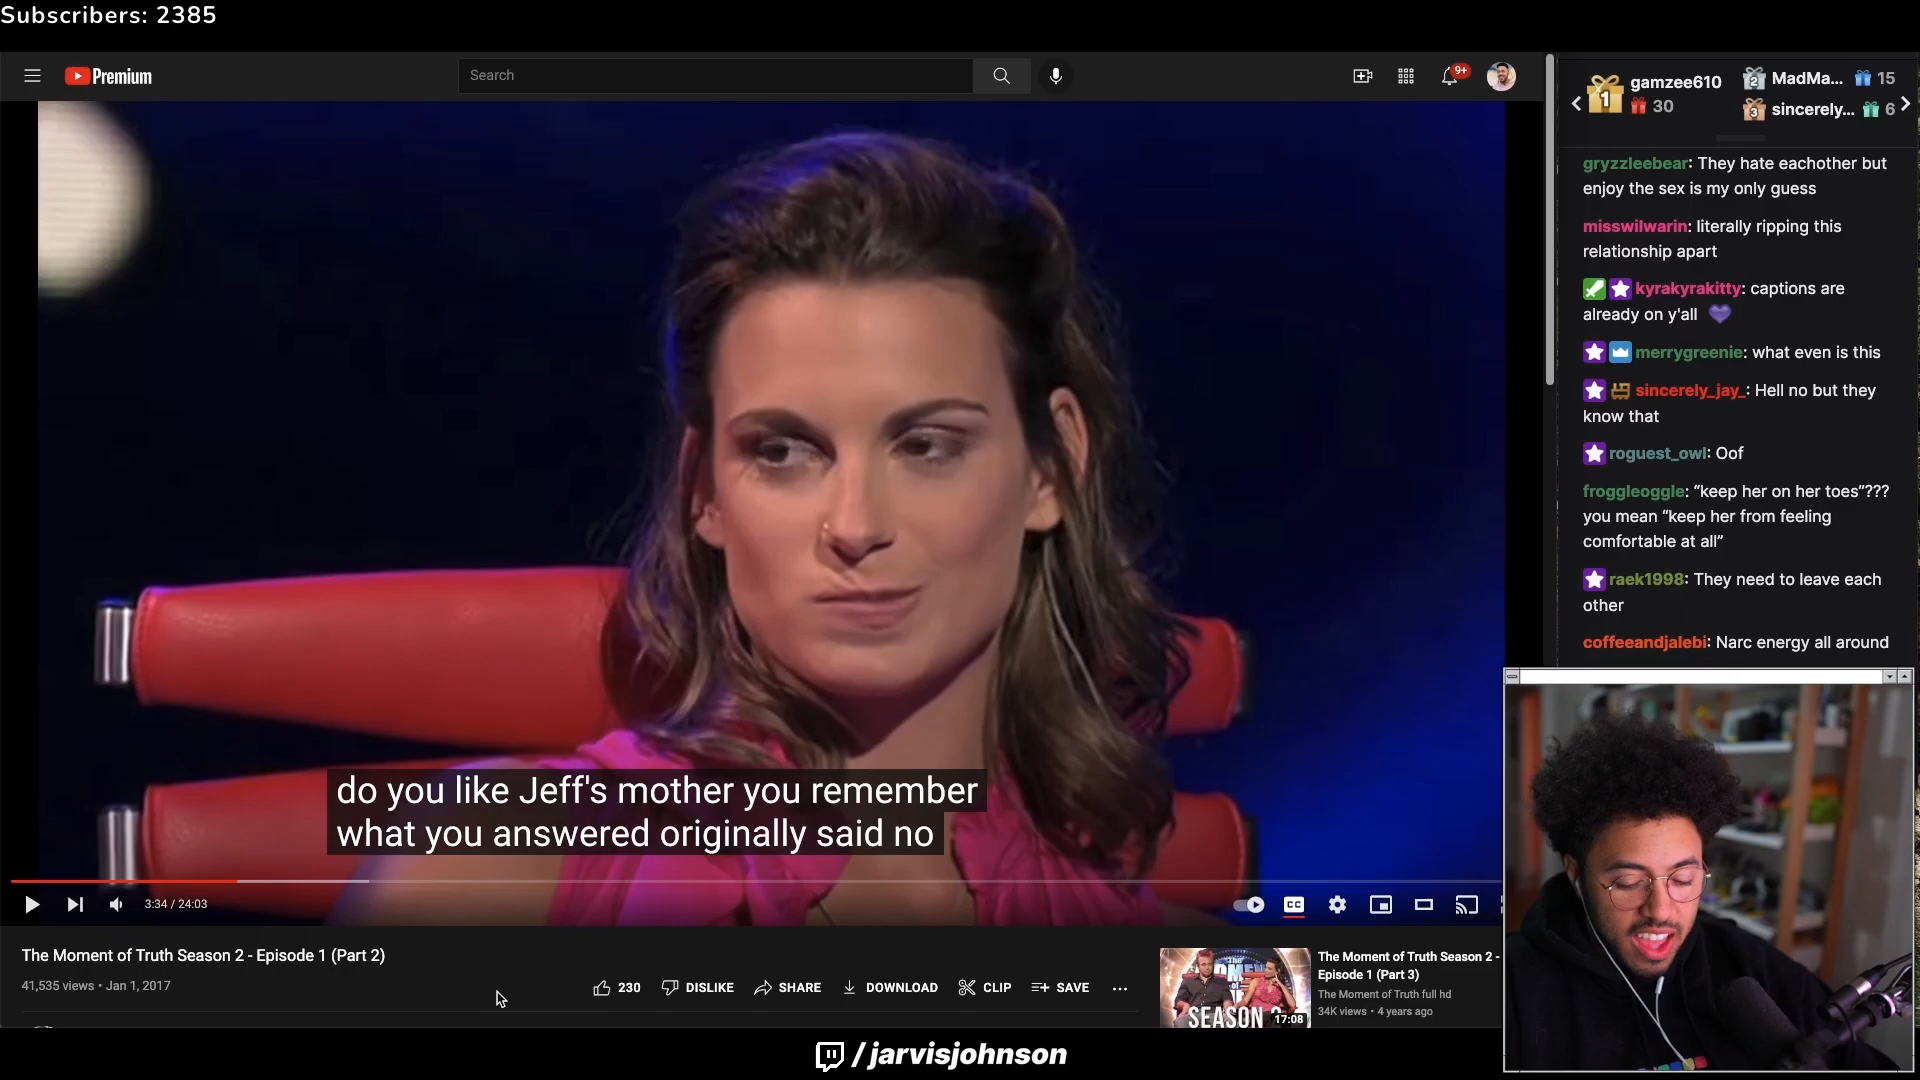 Subscribers: 2385
Premium
Search
9+
1
gamzee610
30
2
MadMa...
15
3
sincerely...
6
gryzzleebear: They hate eachother but
enjoy the sex is my only guess
misswilwarin: literally ripping this
relationship apart
kyrakyrakitty: captions are
already on y'all
merrygreenie: what even is this
sincerely_jay_: Hell no but they
know that
roguest_owl: Oof
froggleoggle: “keep her on her toes”???
you mean “keep her from feeling
comfortable at all”
raek1998: They need to leave each
other
coffeeandjalebi: Narc energy all around
do you like Jeff's mother you remember
what you answered originally said no
3:34 / 24:03
CC
The Moment of Truth Season 2 - Episode 1 (Part 2)
41,535 views • Jan 1, 2017
230
DISLIKE
SHARE
DOWNLOAD
CLIP
SAVE
SEASON
17:08
The Moment of Truth Season 2 -
Episode 1 (Part 3)
The Moment of Truth full hd
34K views • 4 years ago
/jarvisjohnson